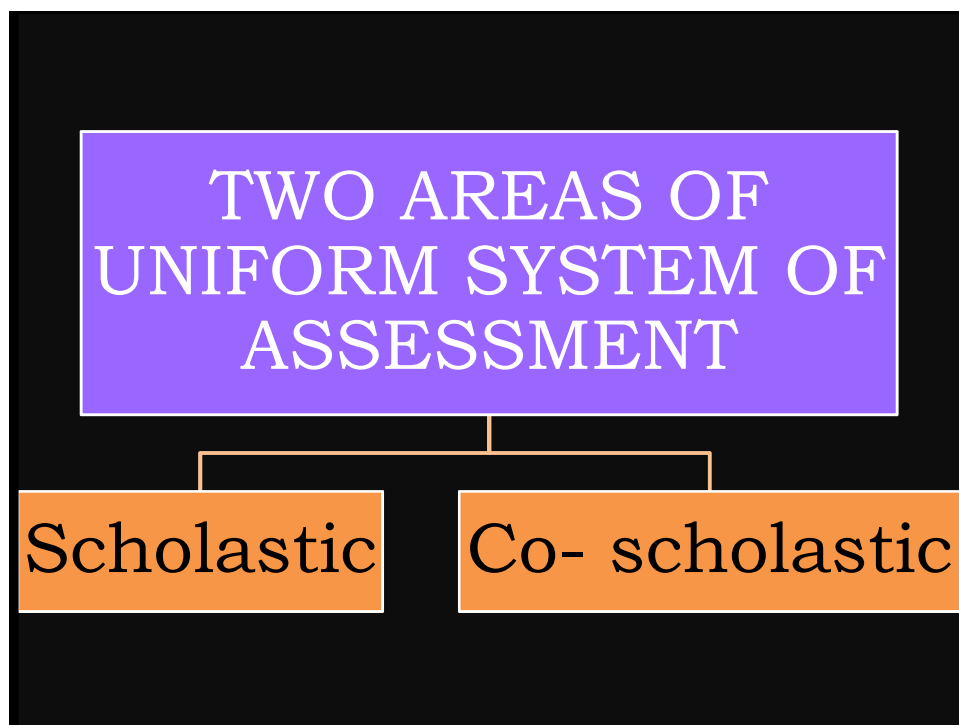 TWO AREAS OF
UNIFORM SYSTEM OF
ASSESSMENT
Scholastic
Co- scholastic